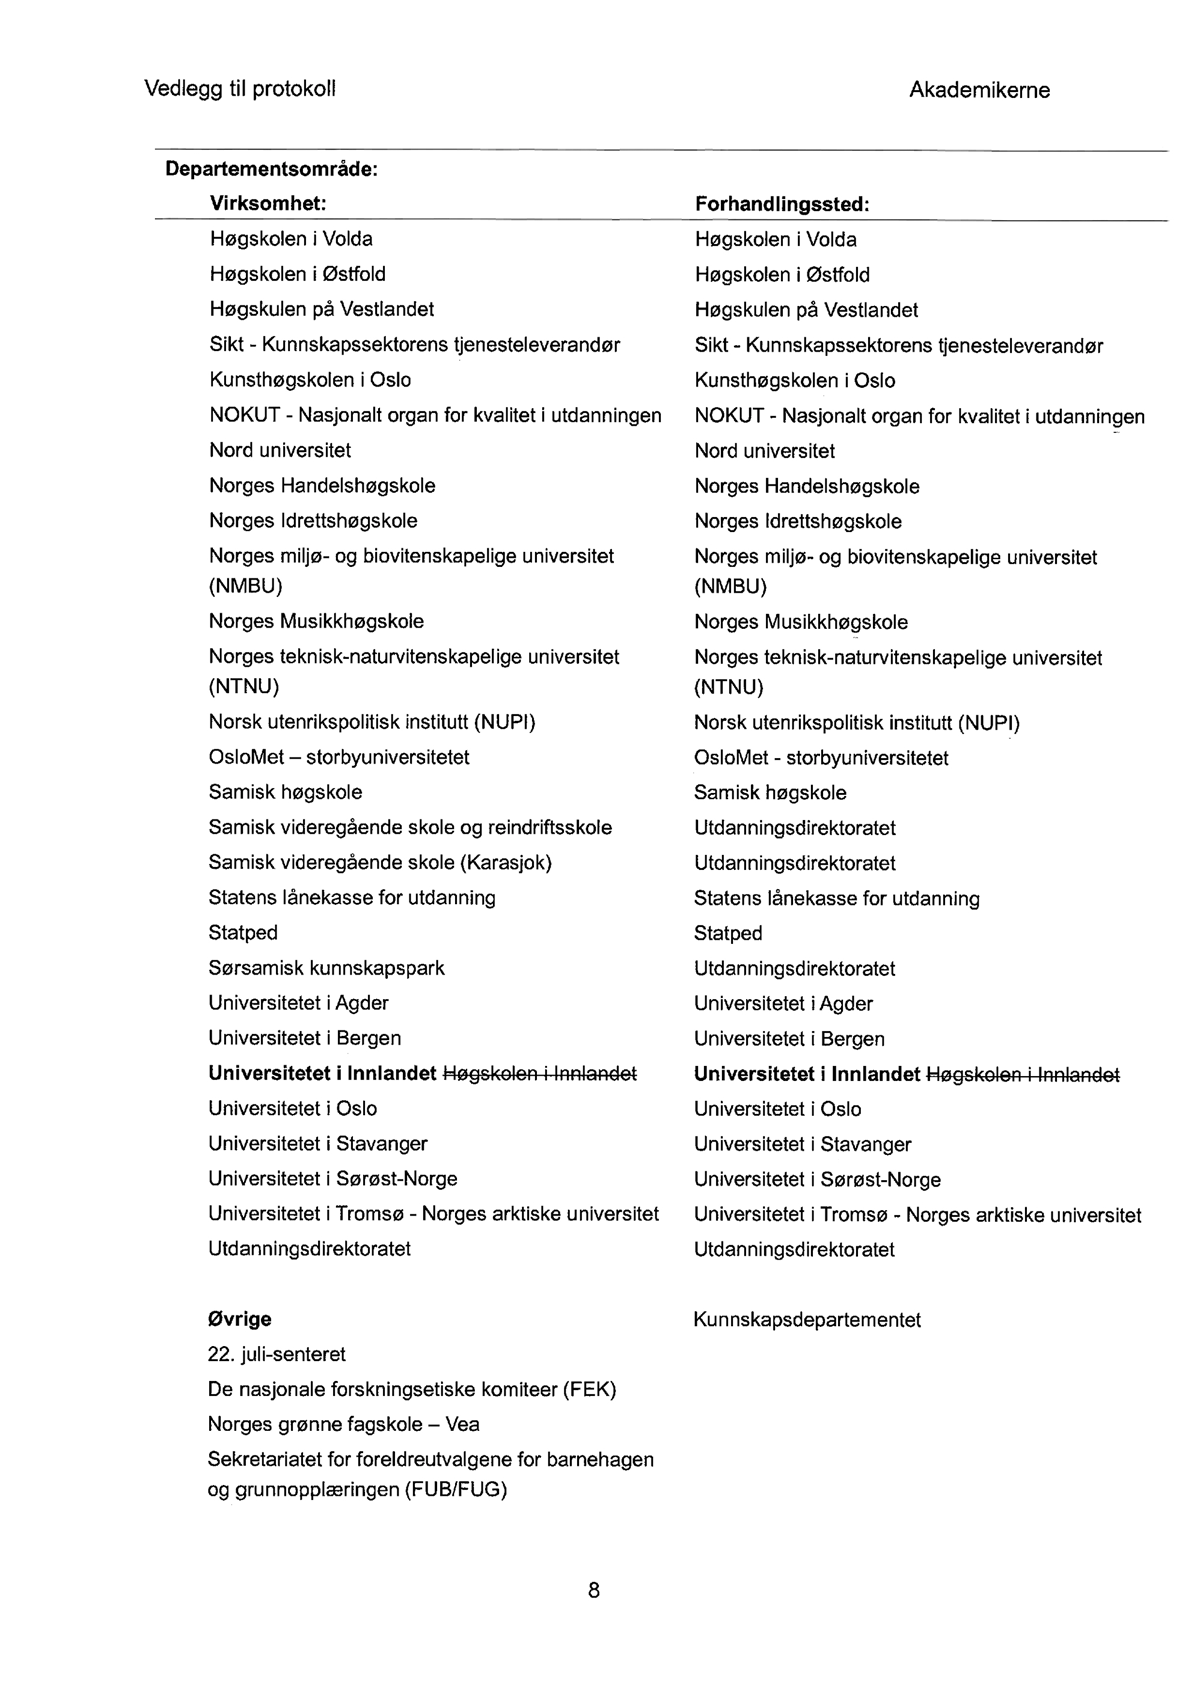 Vedlegg til protokoll Akademikerne
Departementsområde:
Virksomhet: Forhandlingssted:
Høgskolen i Volda Høgskolen i Volda
Høgskolen i Østfold Høgskolen i Østfold
Høgskulen på Vestlandet Høgskulen på Vestlandet
Sikt - Kunnskapssektorens tjenesteleverandør Sikt - Kunnskapssektorens tjenesteleverandør
Kunsthøgskolen i Oslo Kunsthøgskolen i Oslo
NOKUT - Nasjonalt organ for kvalitet i utdanningen NOKUT - Nasjonalt organ for kvalitet i utdanningen
Nord universitet Nord universitet
Norges Handelshøgskole Norges Handelshøgskole
Norges Idrettshøgskole Norges Idrettshøgskole
Norges miljø- og biovitenskapelige universitet Norges miljø- og biovitenskapelige universitet
(NMBU) (NMBU)
Norges Musikkhøgskole Norges Musikkhøgskole
Norges teknisk-naturvitenskapelige universitet Norges teknisk-naturvitenskapelige universitet
(NTNU) (NTNU)
Norsk utenrikspolitisk institutt (NUPI) Norsk utenrikspolitisk institutt (NUPI)
OsloMet – storbyuniversitetet OsloMet - storbyuniversitetet
Samisk høgskole Samisk høgskole
Samisk videregående skole og reindriftsskole Utdanningsdirektoratet
Samisk videregående skole (Karasjok) Utdanningsdirektoratet
Statens lånekasse for utdanning Statens lånekasse for utdanning
Statped Statped
Sørsamisk kunnskapspark Utdanningsdirektoratet
Universitetet i Agder Universitetet i Agder
Universitetet i Bergen Universitetet i Bergen
Universitetet i Innlandet Høgskolen i Innlandet Universitetet i Innlandet Høgskolen i Innlandet
Universitetet i Oslo Universitetet i Oslo
Universitetet i Stavanger Universitetet i Stavanger
Universitetet i Sørøst-Norge Universitetet i Sørøst-Norge
Universitetet i Tromsø - Norges arktiske universitet Universitetet i Tromsø - Norges arktiske universitet
Utdanningsdirektoratet Utdanningsdirektoratet
Øvrige Kunnskapsdepartementet
22. juli-senteret
De nasjonale forskningsetiske komiteer (FEK)
Norges grønne fagskole – Vea
Sekretariatet for foreldreutvalgene for barnehagen
og grunnopplæringen (FUB/FUG)
8